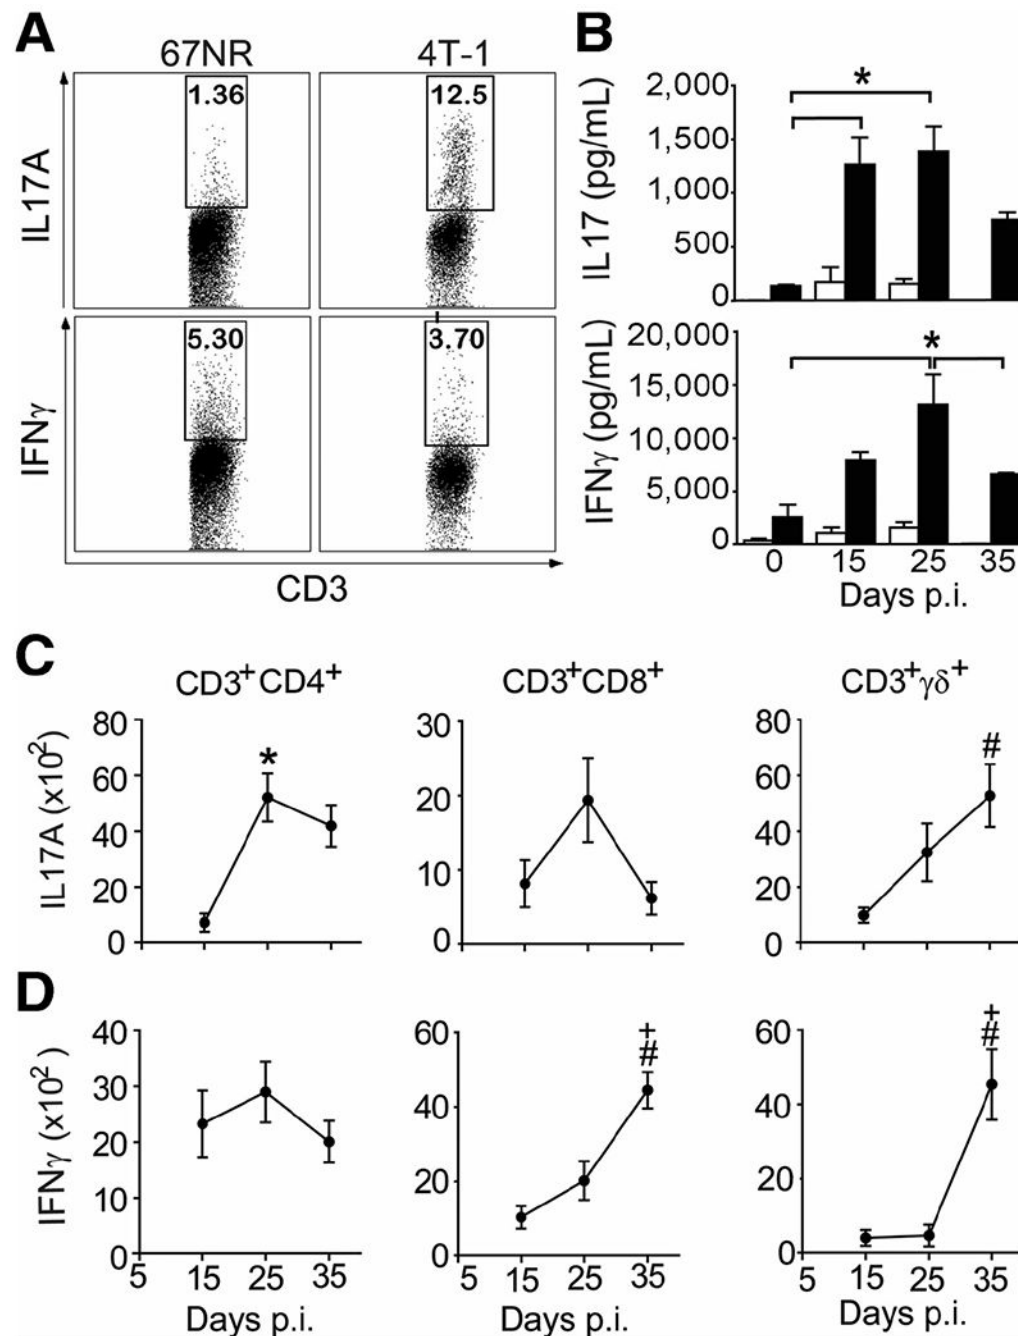 A
67NR 4T-1
IL17A
1.36 12.5
IFNγ
5.30 3.70
CD3
B
IL17 (pg/mL)
2,000
1,500
1,000
500
0
*
IFNγ (pg/mL)
20,000
15,000
10,000
5,000
0
*
0 15 25 35
Days p.i.
C
CD3⁺CD4⁺ CD3⁺CD8⁺ CD3⁺γδ⁺
IL17A (x10²)
80
60
40
20
0
*
30
20
10
0
80
60
40
20
0
#
D
IFNγ (x10²)
40
30
20
10
0
5 15 25 35
Days p.i.
60
40
20
0
+
#
5 15 25 35
Days p.i.
60
40
20
0
+
#
5 15 25 35
Days p.i.